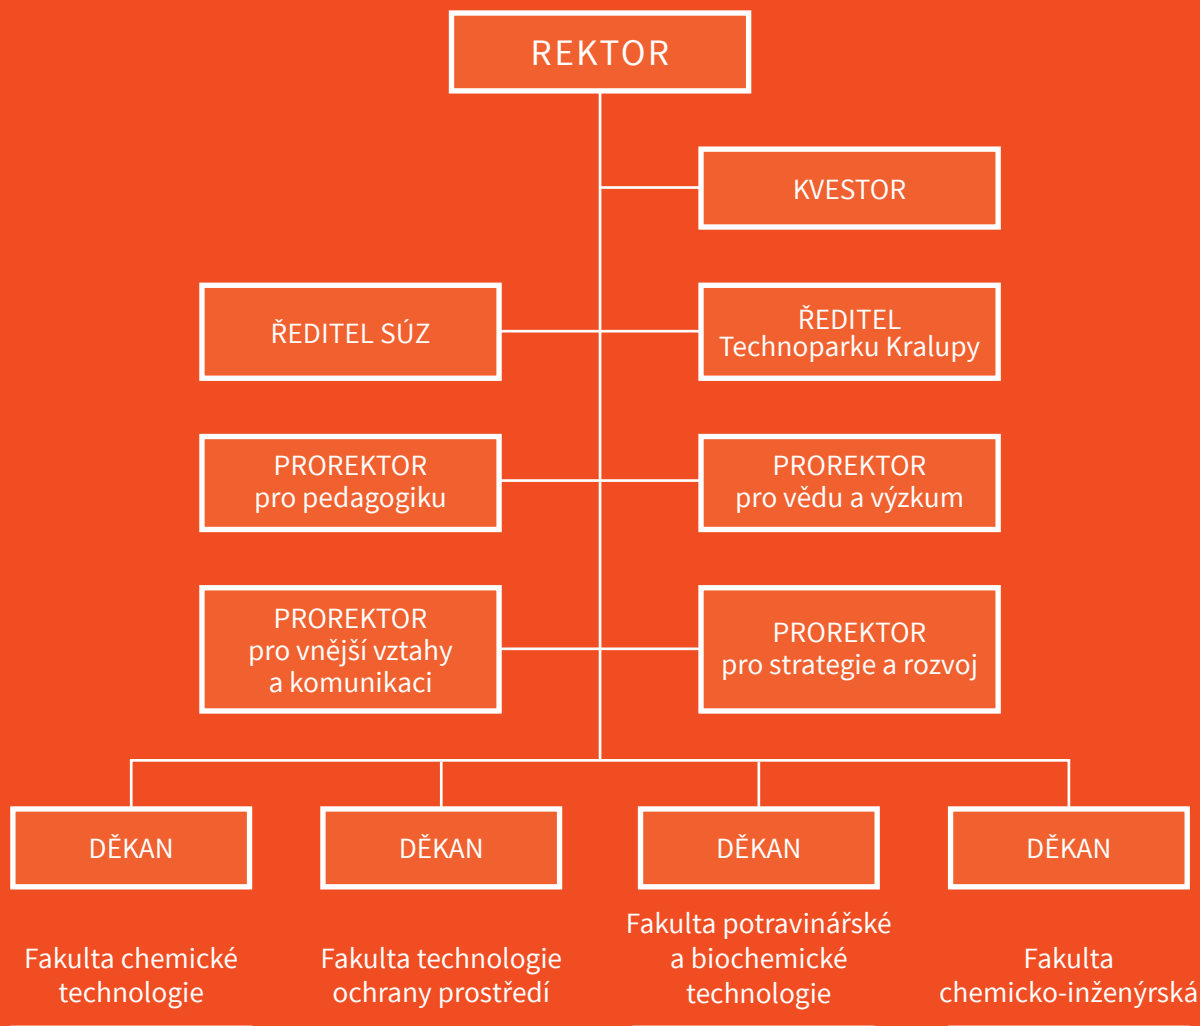 REKTOR
KVESTOR
ŘEDITEL SÚZ
ŘEDITEL
Technoparku Kralupy
PROREKTOR
pro pedagogiku
PROREKTOR
pro vědu a výzkum
PROREKTOR
pro vnější vztahy
a komunikaci
PROREKTOR
pro strategie a rozvoj
DĚKAN
DĚKAN
DĚKAN
DĚKAN
Fakulta chemické
technologie
Fakulta technologie
ochrany prostředí
Fakulta potravinářské
a biochemické
technologie
Fakulta
chemicko-inženýrská